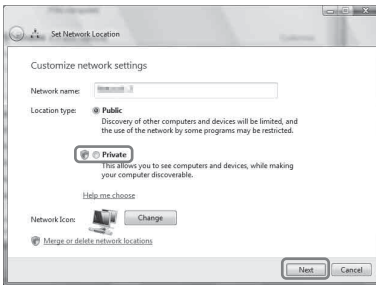 Set Network Location
Customize network settings
Network name:
Location type:
Public
Discovery of other computers and devices will be limited, and
the use of the network by some programs may be restricted.
Private
This allows you to see computers and devices, while making
your computer discoverable.
Help me choose
Network Icon:
Change
Merge or delete network locations
Next
Cancel